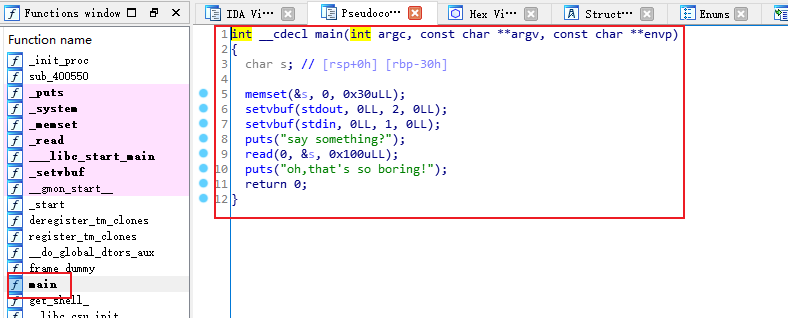 Functions window
IDA Vi···
Pseudoco···
Hex Vi···
Struct···
Enums
Function name
_init_proc
sub_400550
_puts
_system
_memset
_read
___libc_start_main
_setvbuf
__gmon_start__
_start
deregister_tm_clones
register_tm_clones
__do_global_dtors_aux
frame_dummy
main
get_shell_
__libc_csu_init
1 int __cdecl main(int argc, const char **argv, const char **envp)
2 {
3 char s; // [rsp+0h] [rbp-30h]
4
5 memset(&s, 0, 0x30uLL);
6 setvbuf(stdout, 0LL, 2, 0LL);
7 setvbuf(stdin, 0LL, 1, 0LL);
8 puts("say something?");
9 read(0, &s, 0x100uLL);
10 puts("oh,that's so boring!");
11 return 0;
12 }